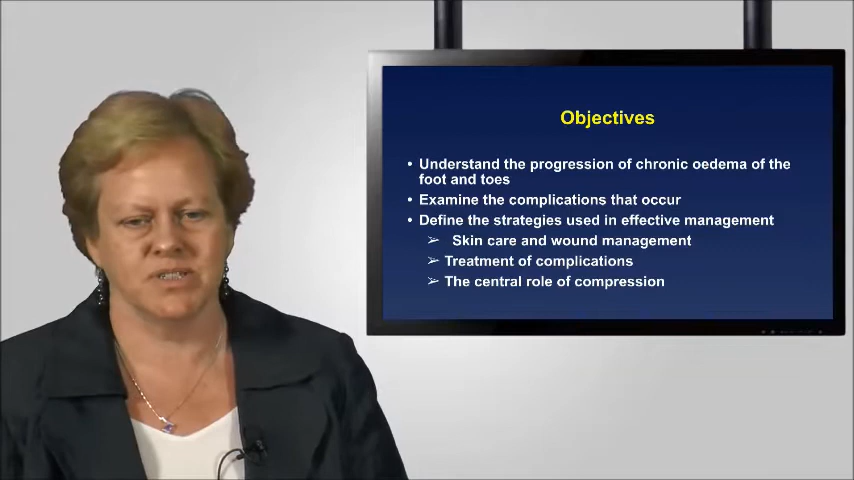 Objectives
• Understand the progression of chronic oedema of the
foot and toes
• Examine the complications that occur
• Define the strategies used in effective management
➢ Skin care and wound management
➢ Treatment of complications
➢ The central role of compression